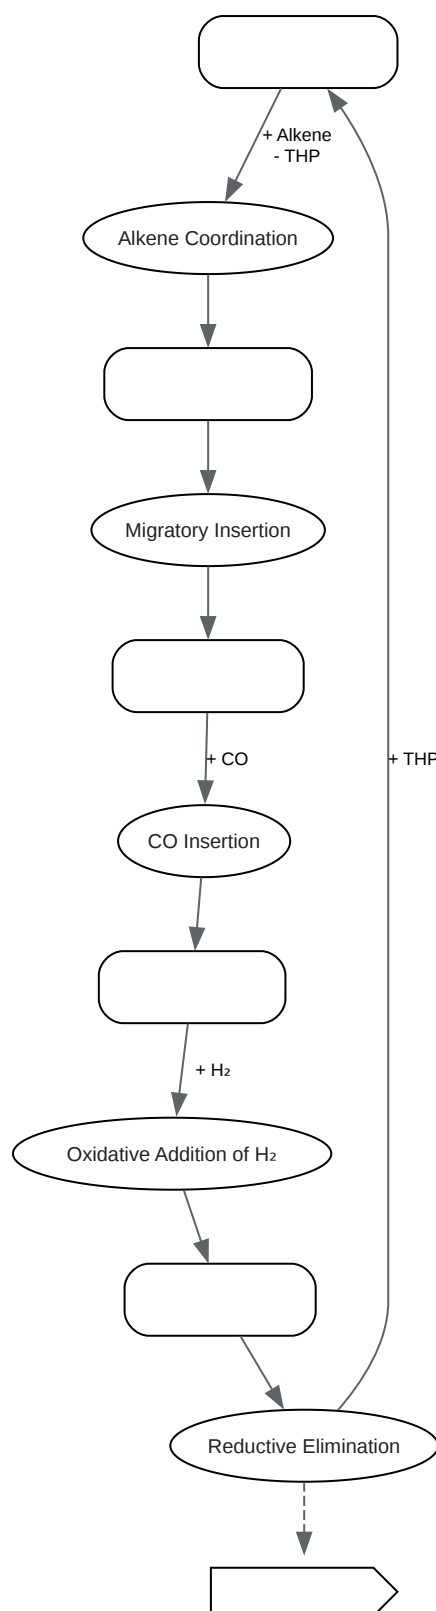 + Alkene
- THP
Alkene Coordination
Migratory Insertion
+ CO
+ THP
CO Insertion
+ H₂
Oxidative Addition of H₂
Reductive Elimination